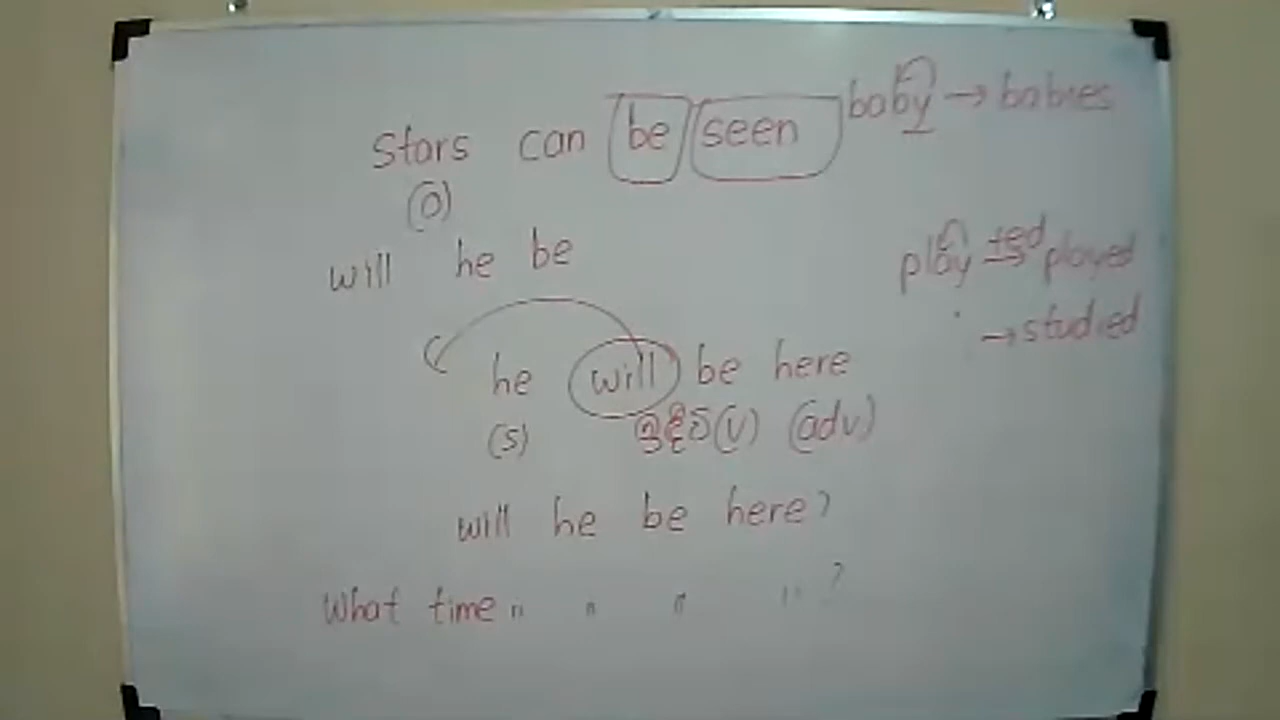 baby → babies
stars can be seen
(o)
will he be
play + ed → played
→ studied
he will be here
(s) (v) (adv)
will he be here?
What time " " " " ?